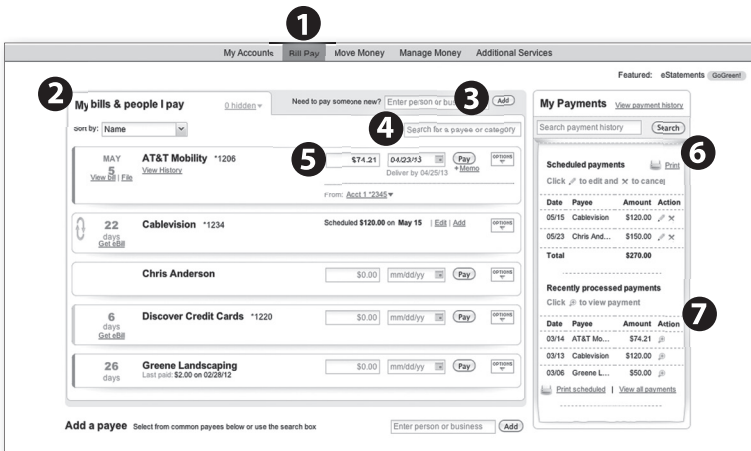 1
My Accounts Bill Pay Move Money Manage Money Additional Services
Featured: eStatements GoGreen!
2
My bills & people I pay 0 hidden
Need to pay someone new? Enter person or bus 3 Add
Sort by: Name
4 Search for a payee or category
MAY 5
View bill | File
AT&T Mobility *1206
View History
5 $74.21 04/23/13 Pay OPTIONS
Deliver by 04/25/13 +Memo
From: Acct 1 *2345
22 days
Get eBill
Cablevision *1234
Scheduled $120.00 on May 15 | Edit | Add OPTIONS
Chris Anderson $0.00 mm/dd/yy Pay OPTIONS
6 days
Get eBill
Discover Credit Cards *1220 $0.00 mm/dd/yy Pay OPTIONS
26 days
Greene Landscaping $0.00 mm/dd/yy Pay OPTIONS
Last paid: $2.00 on 02/28/12
Add a payee Select from common payees below or use the search box Enter person or business Add
My Payments View payment history
Search payment history Search
6
Scheduled payments Print
Click to edit and × to cancel
Date Payee Amount Action
05/15 Cablevision $120.00 ×
05/23 Chris And... $150.00 ×
Total $270.00
Recently processed payments
Click to view payment
7
Date Payee Amount Action
03/14 AT&T Mo... $74.21
03/13 Cablevision $120.00
03/06 Greene L... $50.00
Print scheduled | View all payments